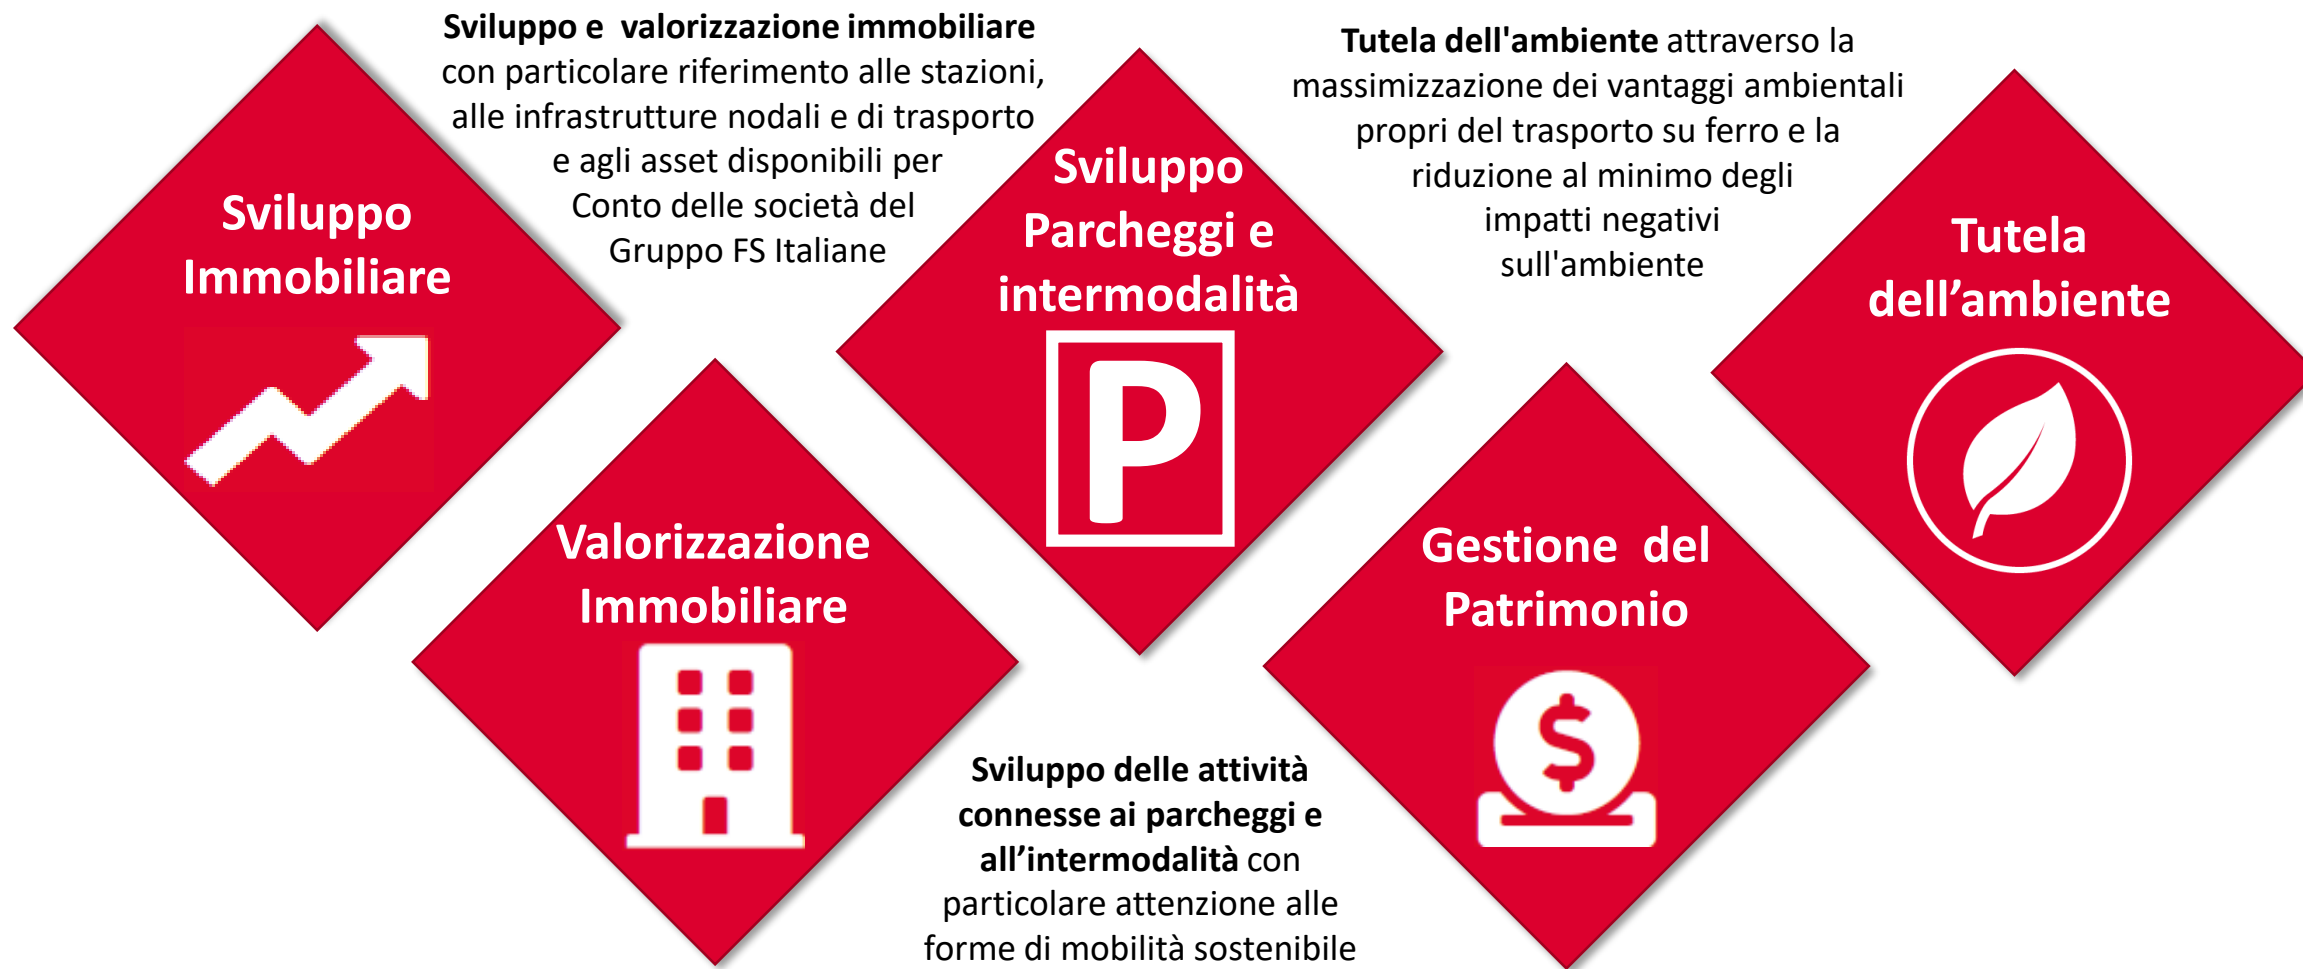 Sviluppo
Immobiliare
Sviluppo e valorizzazione immobiliare
con particolare riferimento alle stazioni,
alle infrastrutture nodali e di trasporto
e agli asset disponibili per
Conto delle società del
Gruppo FS Italiane
Sviluppo
Parcheggi e
intermodalità
P
Tutela dell'ambiente attraverso la
massimizzazione dei vantaggi ambientali
propri del trasporto su ferro e la
riduzione al minimo degli
impatti negativi
sull'ambiente
Tutela
dell’ambiente
Valorizzazione
Immobiliare
Sviluppo delle attività
connesse ai parcheggi e
all’intermodalità con
particolare attenzione alle
forme di mobilità sostenibile
Gestione del
Patrimonio
$